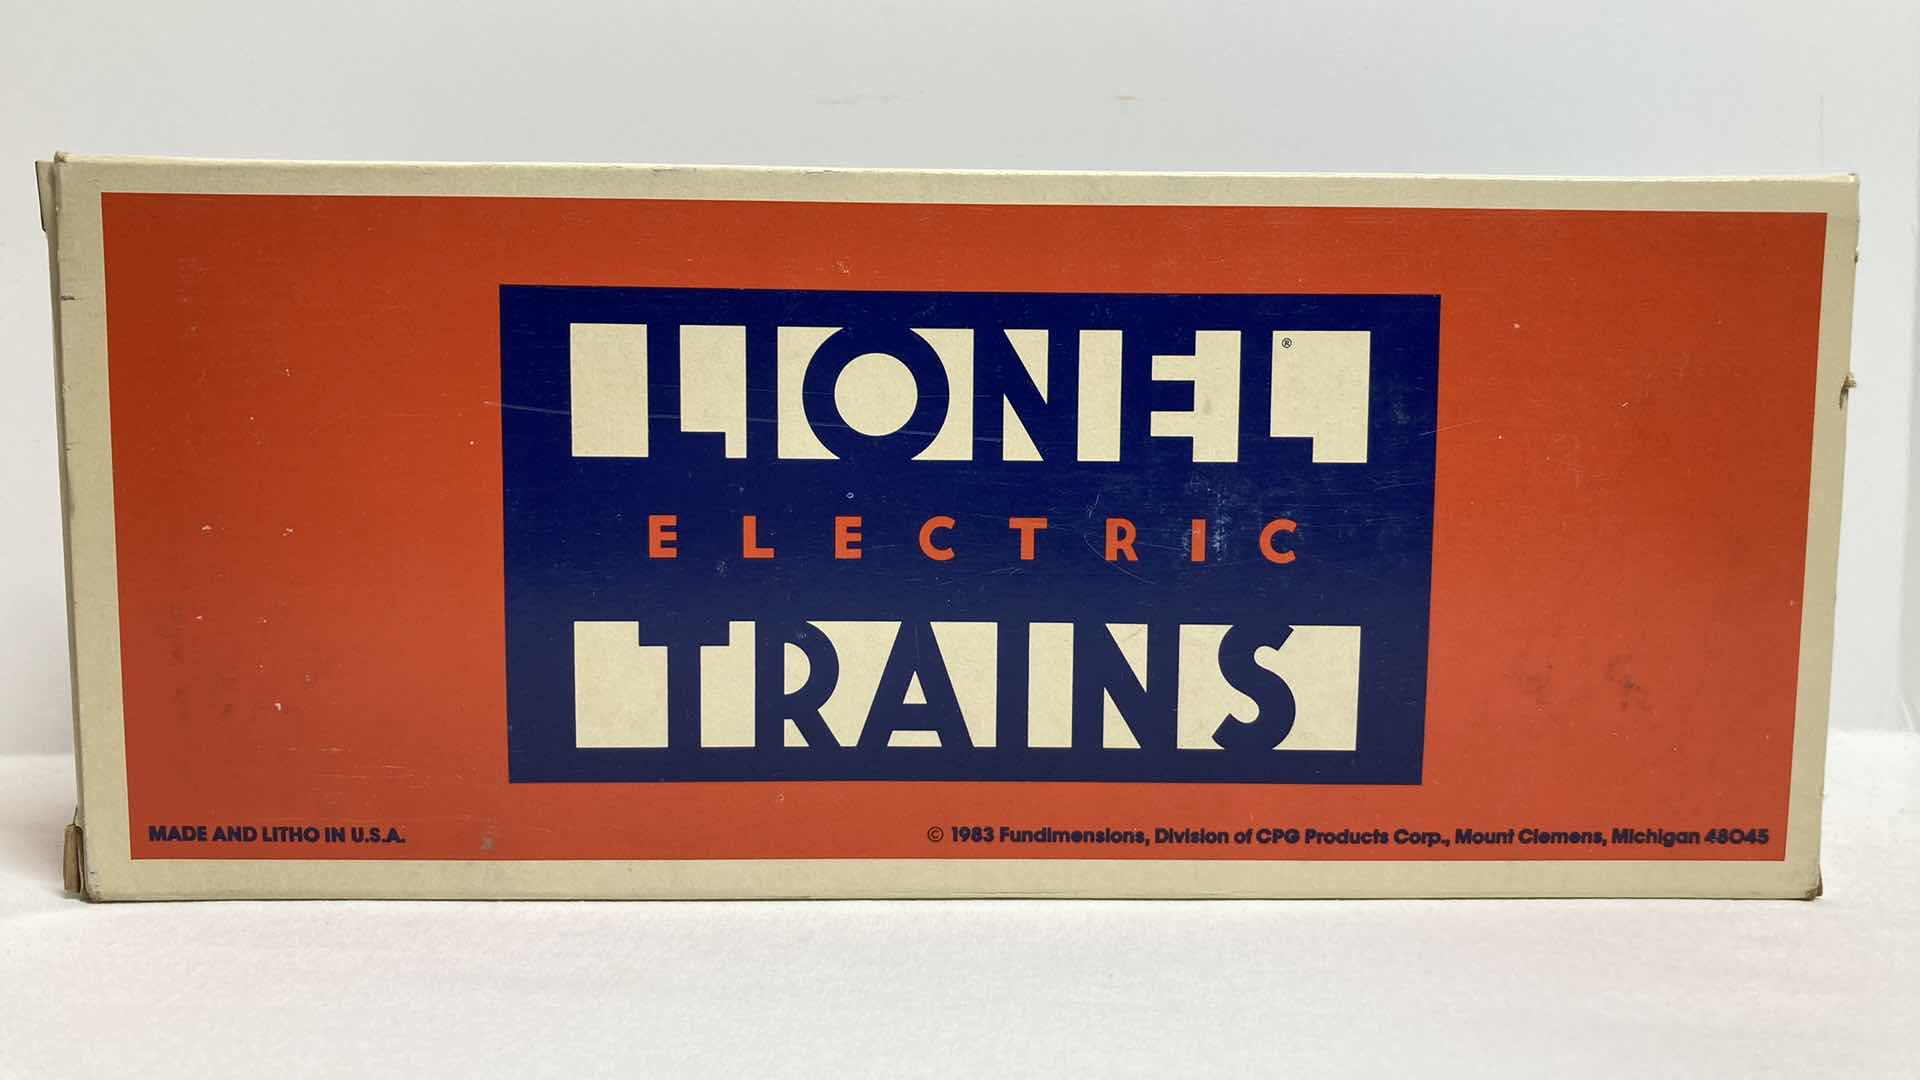 LIONEL®
ELECTRIC
TRAINS
MADE AND LITHO IN U.S.A.
© 1983 Fundimensions, Division of CPG Products Corp., Mount Clemens, Michigan 48045